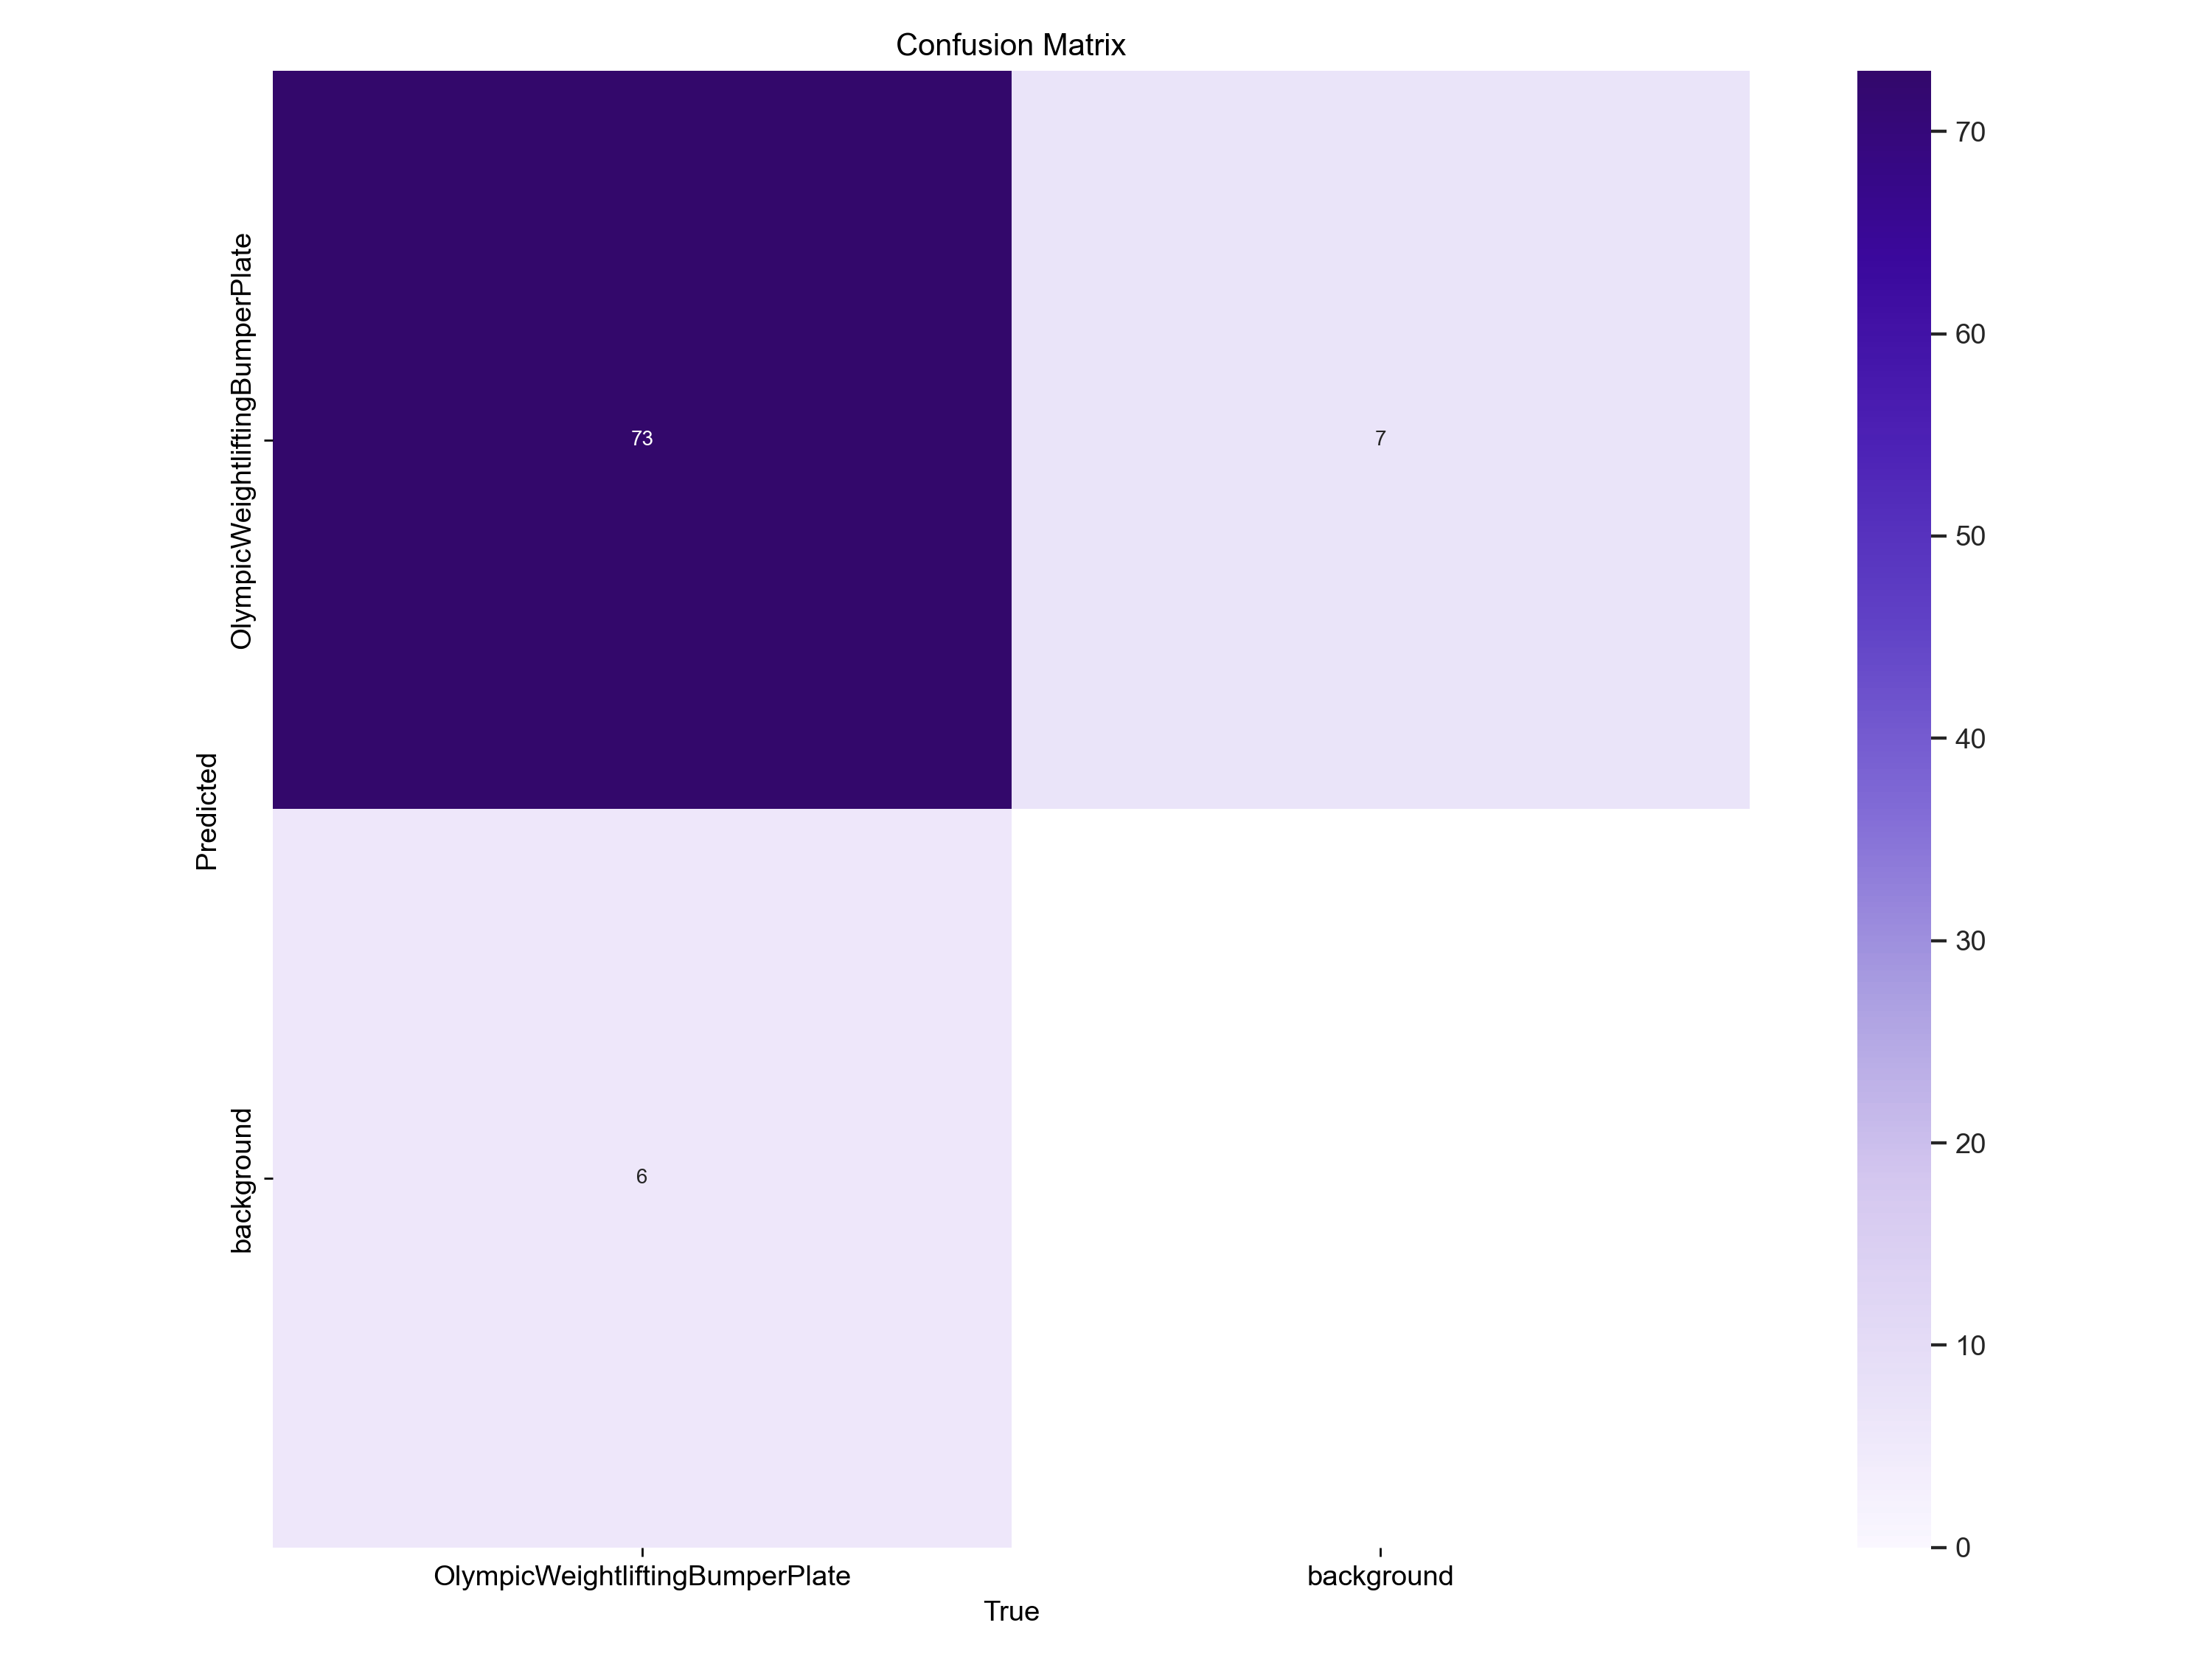 Confusion Matrix
OlympicWeightliftingBumperPlate
background
Predicted
73
7
6
OlympicWeightliftingBumperPlate
background
True
70
60
50
40
30
20
10
0